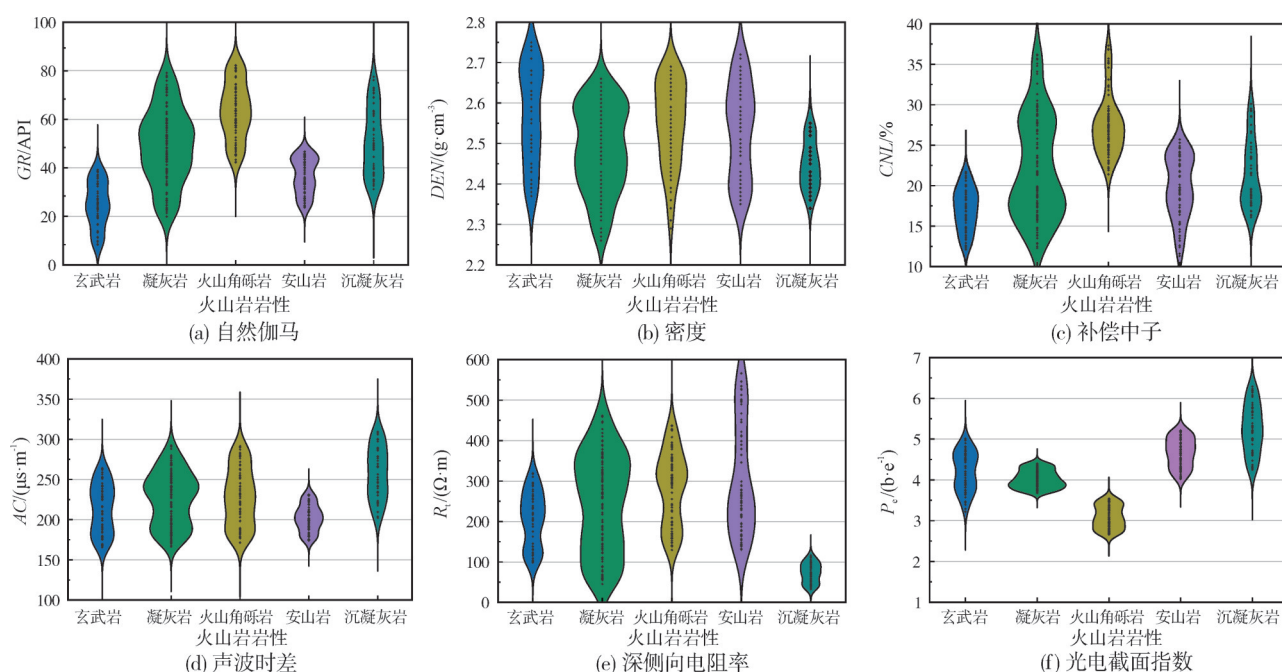 GR/API
100
80
60
40
20
0
玄武岩 凝灰岩 火山角砾岩 安山岩 沉凝灰岩
火山岩岩性
(a) 自然伽马
DEN/(g·cm⁻³)
2.8
2.7
2.6
2.5
2.4
2.3
2.2
玄武岩 凝灰岩 火山角砾岩 安山岩 沉凝灰岩
火山岩岩性
(b) 密度
CNL/%
40
35
30
25
20
15
10
玄武岩 凝灰岩 火山角砾岩 安山岩 沉凝灰岩
火山岩岩性
(c) 补偿中子
AC/(μs·m⁻¹)
400
350
300
250
200
150
100
玄武岩 凝灰岩 火山角砾岩 安山岩 沉凝灰岩
火山岩岩性
(d) 声波时差
Rt/(Ω·m)
600
500
400
300
200
100
0
玄武岩 凝灰岩 火山角砾岩 安山岩 沉凝灰岩
火山岩岩性
(e) 深侧向电阻率
Pe/(b·e⁻¹)
7
6
5
4
3
2
1
玄武岩 凝灰岩 火山角砾岩 安山岩 沉凝灰岩
火山岩岩性
(f) 光电截面指数